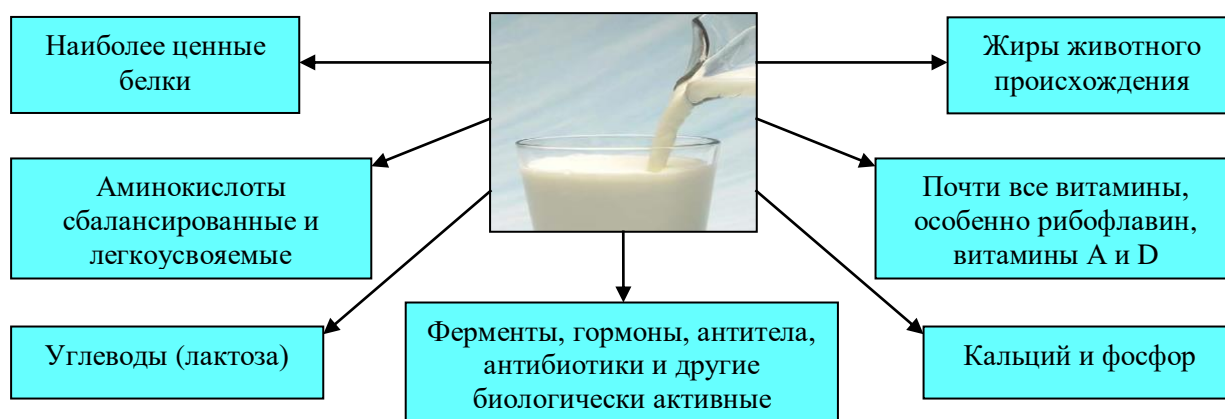 Наиболее ценные
белки
Жиры животного
происхождения
Аминокислоты
сбалансированные и
легкоусвояемые
Почти все витамины,
особенно рибофлавин,
витамины А и D
Углеводы (лактоза)
Ферменты, гормоны, антитела,
антибиотики и другие
биологически активные
Кальций и фосфор